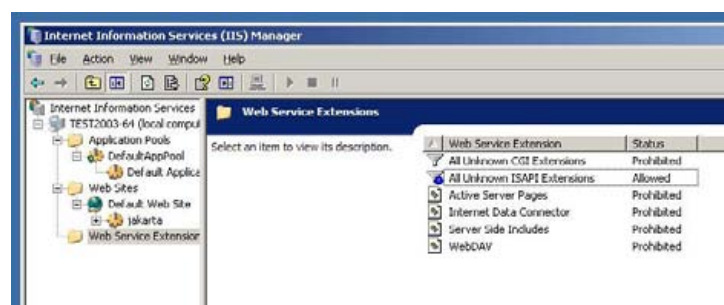 Internet Information Services (IIS) Manager
File Action View Window Help
Internet Information Services
TEST2003-64 (local comput
Application Pools
DefaultAppPool
Default Applica
Web Sites
Default Web Site
jakarta
Web Service Extension
Web Service Extensions
Select an item to view its description.
Web Service Extension Status
All Unknown CGI Extensions Prohibited
All Unknown ISAPI Extensions Allowed
Active Server Pages Prohibited
Internet Data Connector Prohibited
Server Side Includes Prohibited
WebDAV Prohibited